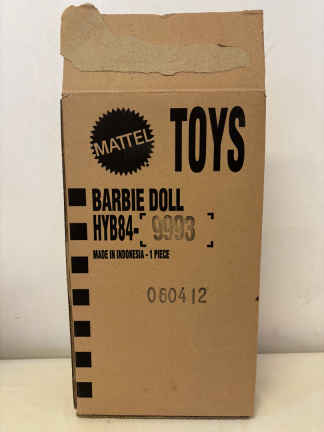 MATTEL
TOYS
BARBIE DOLL
HYB84-9993
MADE IN INDONESIA - 1 PIECE
060412